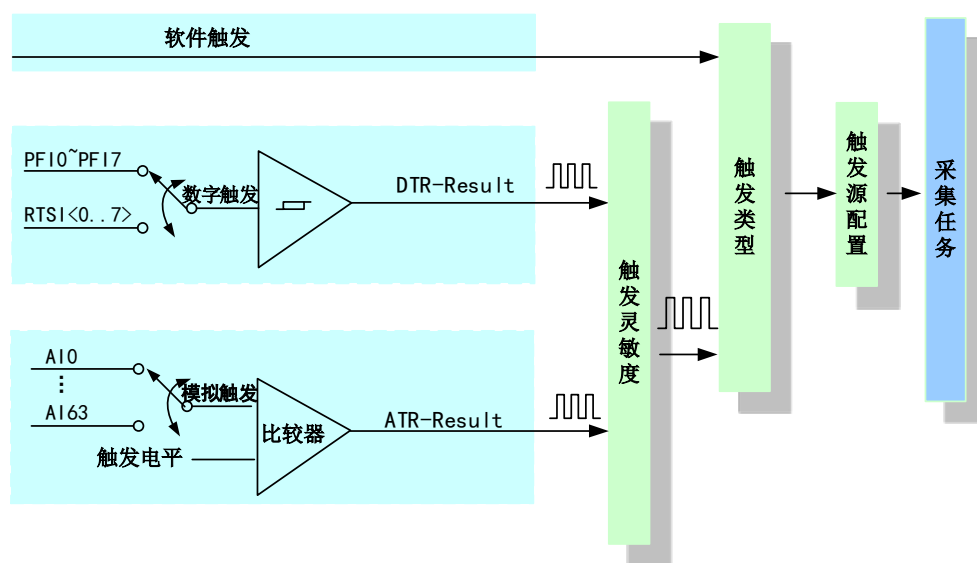 软件触发
PFI0~PFI7
RTSI<0..7>
数字触发
DTR-Result
AI0
⋮
AI63
模拟触发
触发电平
比较器
ATR-Result
触发灵敏度
触发类型
触发源配置
采集任务